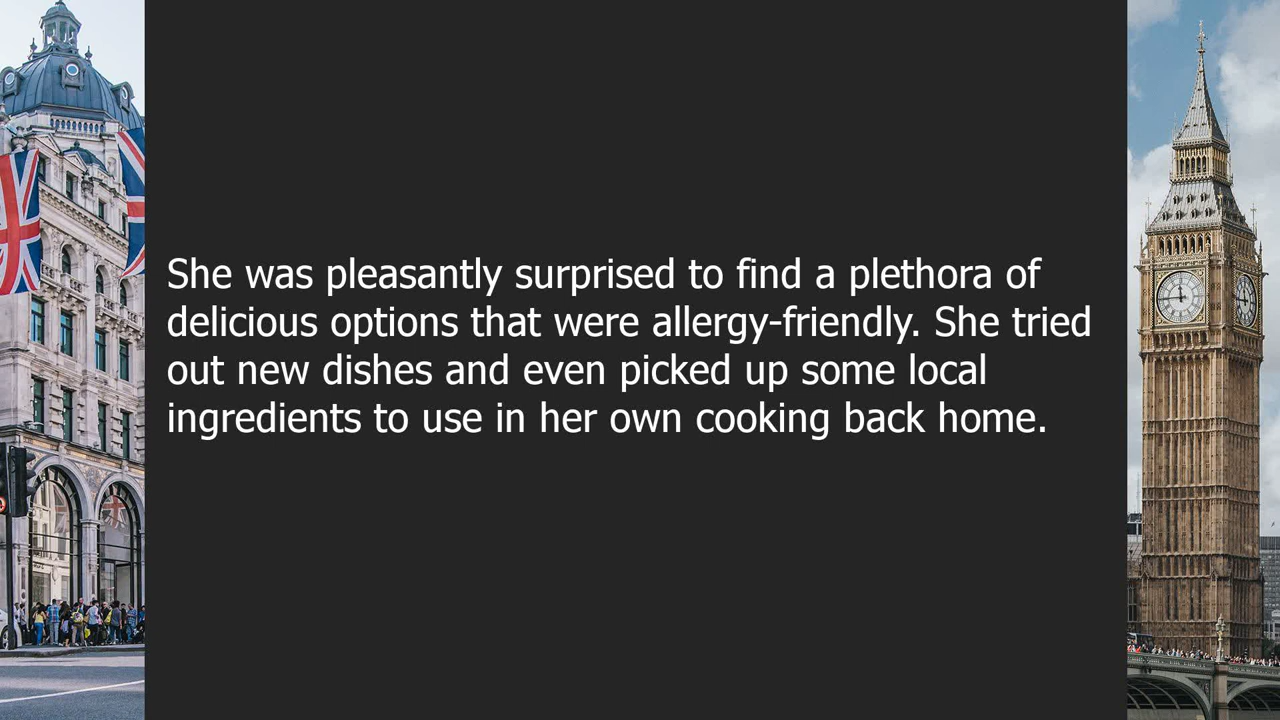 She was pleasantly surprised to find a plethora of
delicious options that were allergy-friendly. She tried
out new dishes and even picked up some local
ingredients to use in her own cooking back home.